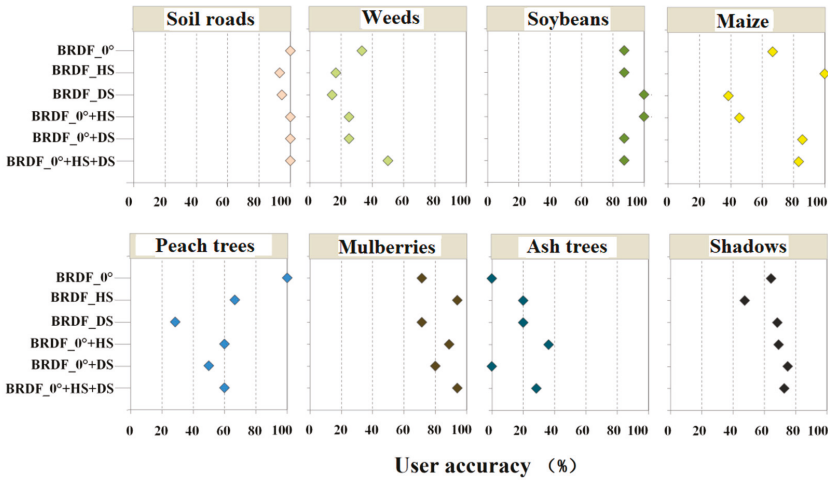 Soil roads Weeds Soybeans Maize
BRDF_0°
BRDF_HS
BRDF_DS
BRDF_0°+HS
BRDF_0°+DS
BRDF_0°+HS+DS
0 20 40 60 80 100 0 20 40 60 80 100 0 20 40 60 80 100 0 20 40 60 80 100
Peach trees Mulberries Ash trees Shadows
BRDF_0°
BRDF_HS
BRDF_DS
BRDF_0°+HS
BRDF_0°+DS
BRDF_0°+HS+DS
0 20 40 60 80 100 0 20 40 60 80 100 0 20 40 60 80 100 0 20 40 60 80 100
User accuracy （%）